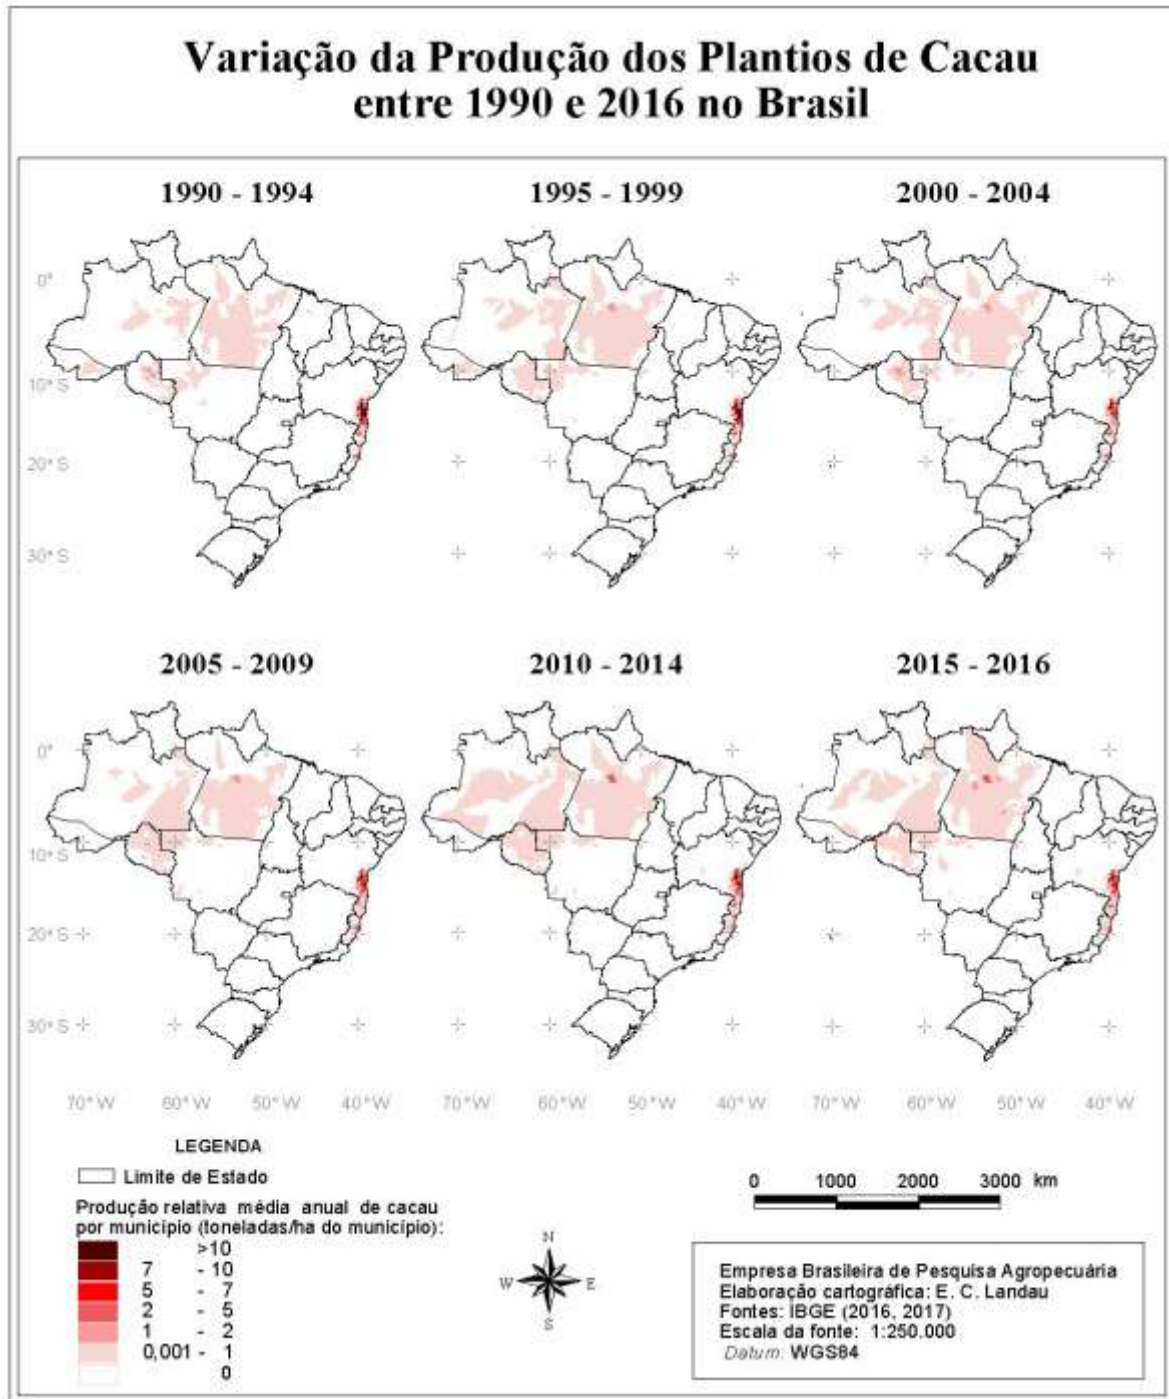 Variação da Produção dos Plantios de Cacau
entre 1990 e 2016 no Brasil
1990 - 1994
1995 - 1999
2000 - 2004
0°
10° S
20° S
30° S
2005 - 2009
2010 - 2014
2015 - 2016
0°
10° S
20° S
30° S
70° W 60° W 50° W 40° W
70° W 60° W 50° W 40° W
70° W 60° W 50° W 40° W
LEGENDA
Limite de Estado
Produção relativa média anual de cacau
por município (toneladas/ha do município):
>10
7 - 10
5 - 7
2 - 5
1 - 2
0,001 - 1
0
N
W E
S
0 1000 2000 3000 km
Empresa Brasileira de Pesquisa Agropecuária
Elaboração cartográfica: E. C. Landau
Fontes: IBGE (2016, 2017)
Escala da fonte: 1:250.000
Datum: WGS84